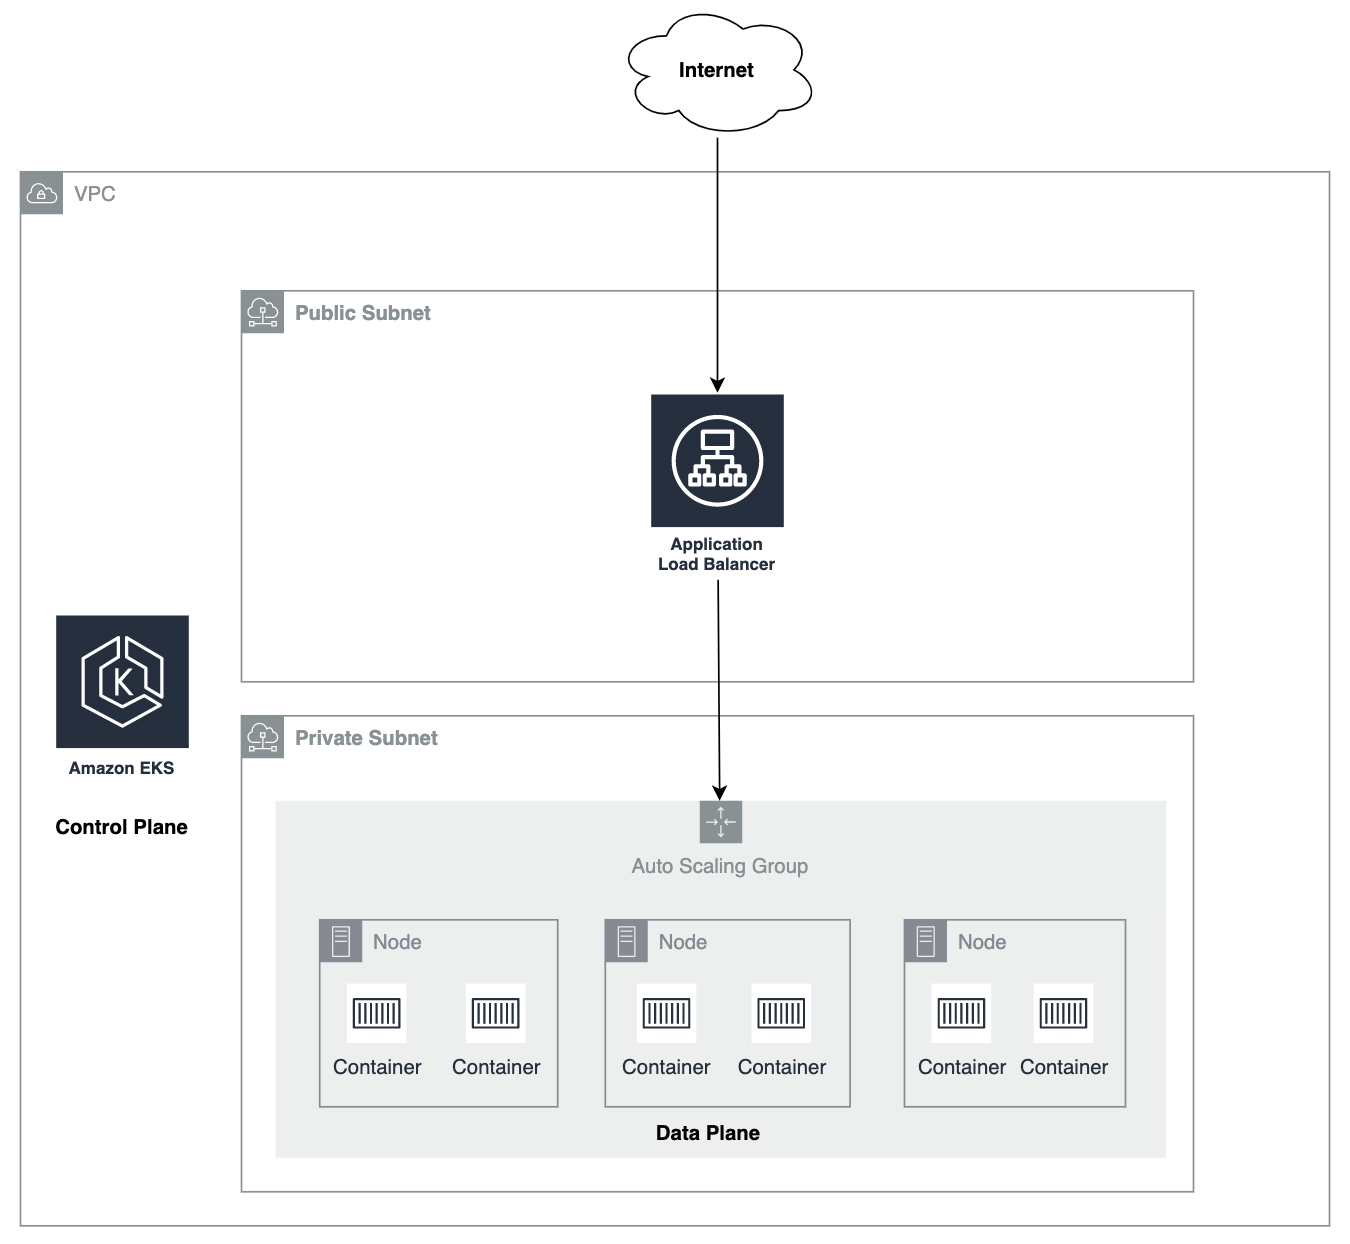 Internet
VPC
Public Subnet
Application
Load Balancer
K
Amazon EKS
Control Plane
Private Subnet
Auto Scaling Group
Node
Node
Node
Container
Container
Container
Container
Container
Container
Data Plane